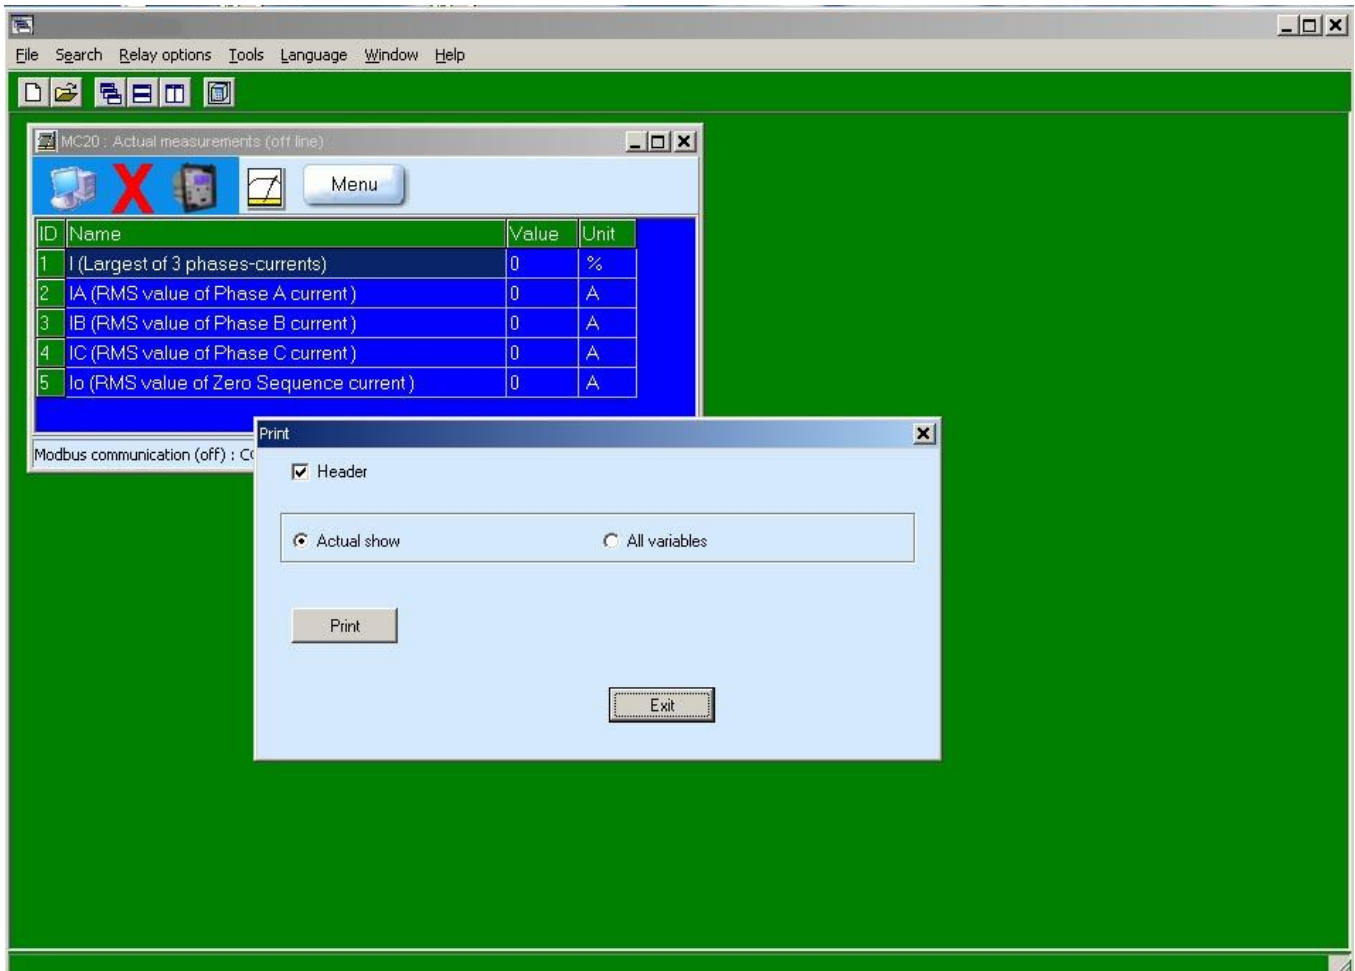 File Search Relay options Tools Language Window Help
MC20 : Actual measurements (off line)
X Menu
ID Name Value Unit
1 I (Largest of 3 phases-currents) 0 %
2 IA (RMS value of Phase A current) 0 A
3 IB (RMS value of Phase B current) 0 A
4 IC (RMS value of Phase C current) 0 A
5 Io (RMS value of Zero Sequence current) 0 A
Print
Modbus communication (off) :
Header
Actual show All variables
Print
Exit